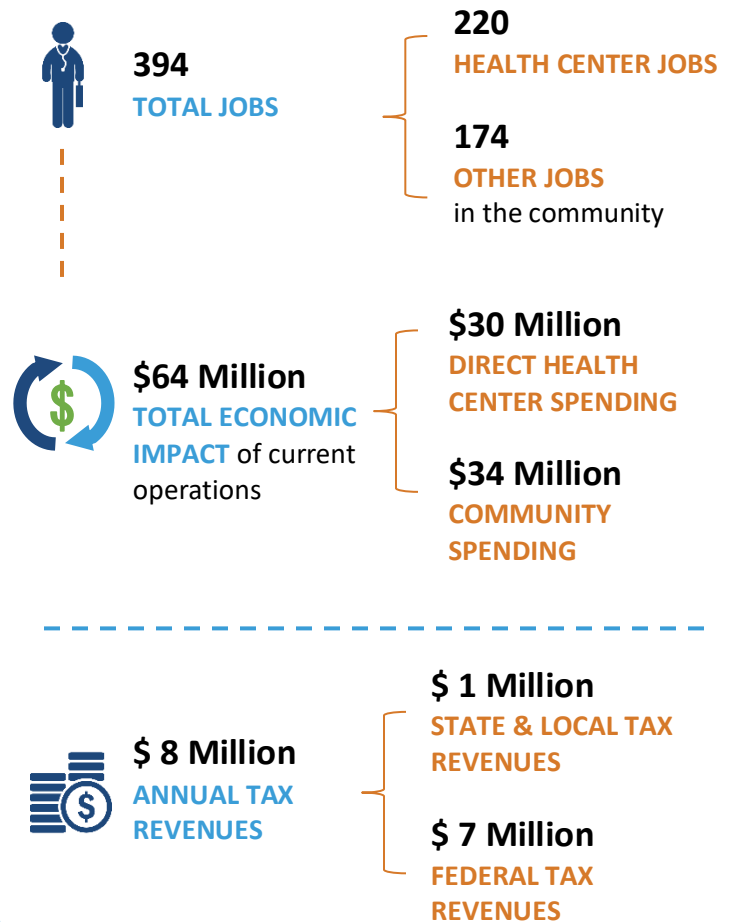 394
TOTAL JOBS
220
HEALTH CENTER JOBS
174
OTHER JOBS
in the community
$64 Million
TOTAL ECONOMIC
IMPACT of current
operations
$30 Million
DIRECT HEALTH
CENTER SPENDING
$34 Million
COMMUNITY
SPENDING
$ 8 Million
ANNUAL TAX
REVENUES
$ 1 Million
STATE & LOCAL TAX
REVENUES
$ 7 Million
FEDERAL TAX
REVENUES